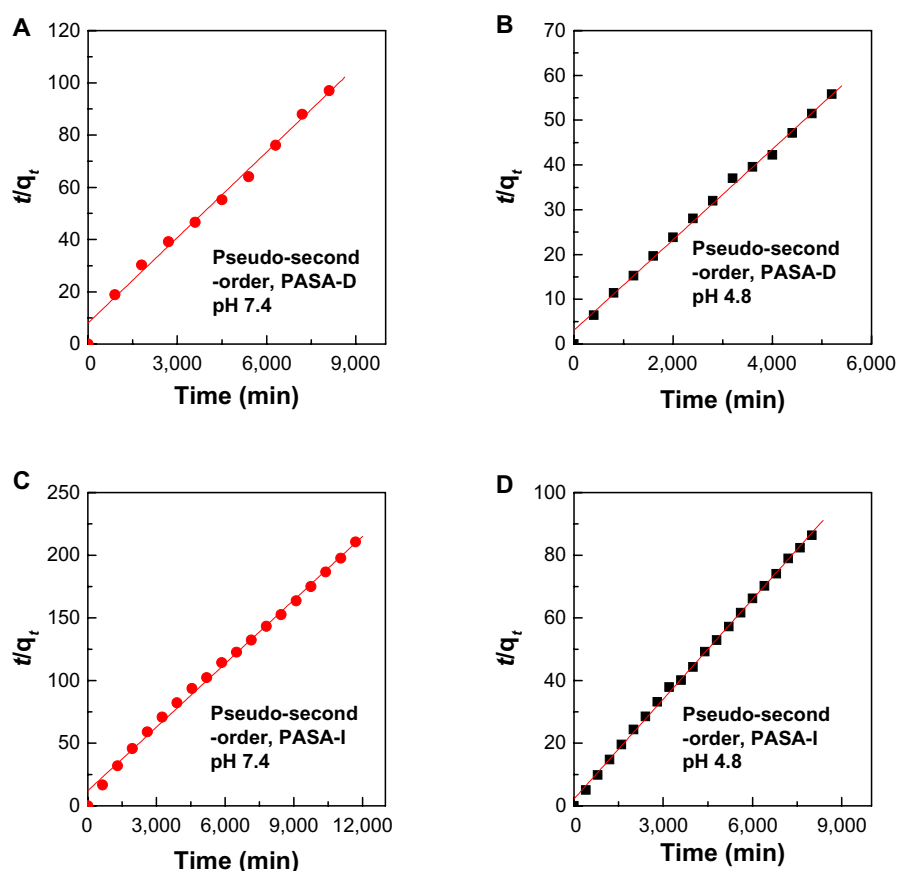 A
120
100
80
60
40
20
0
t/qt
Pseudo-second
-order, PASA-D
pH 7.4
0 3,000 6,000 9,000
Time (min)
B
70
60
50
40
30
20
10
0
t/qt
Pseudo-second
-order, PASA-D
pH 4.8
0 2,000 4,000 6,000
Time (min)
C
250
200
150
100
50
0
t/qt
Pseudo-second
-order, PASA-I
pH 7.4
0 3,000 6,000 9,000 12,000
Time (min)
D
100
80
60
40
20
0
t/qt
Pseudo-second
-order, PASA-I
pH 4.8
0 3,000 6,000 9,000
Time (min)